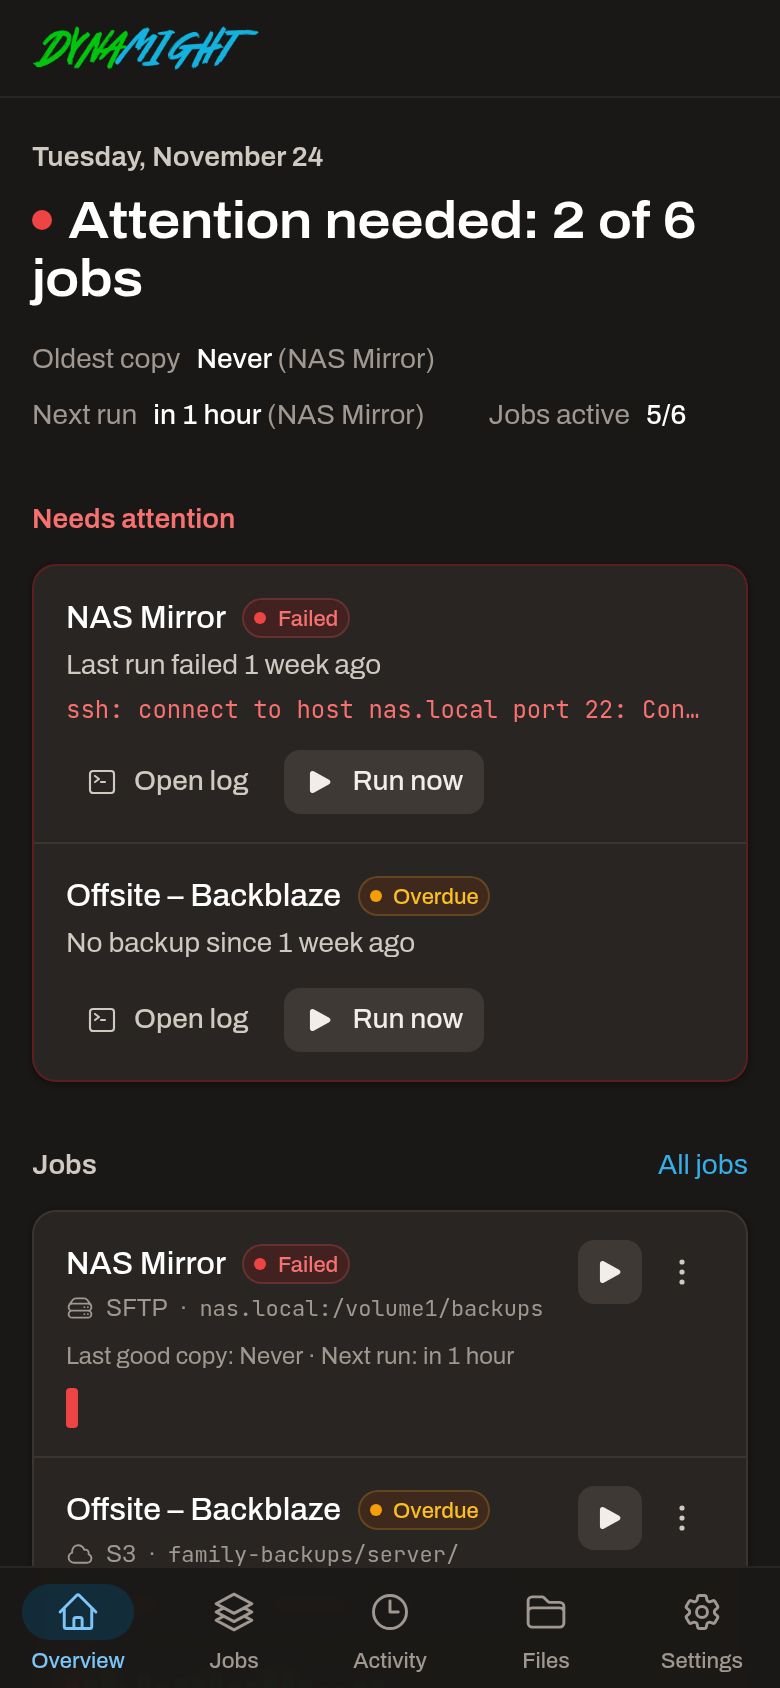 DYNAMIGHT
Tuesday, November 24
Attention needed: 2 of 6
jobs
Oldest copy Never (NAS Mirror)
Next run in 1 hour (NAS Mirror) Jobs active 5/6
Needs attention
NAS Mirror Failed
Last run failed 1 week ago
ssh: connect to host nas.local port 22: Con…
Open log Run now
Offsite – Backblaze Overdue
No backup since 1 week ago
Open log Run now
Jobs All jobs
NAS Mirror Failed
SFTP · nas.local:/volume1/backups
Last good copy: Never · Next run: in 1 hour
Offsite – Backblaze Overdue
S3 · family-backups/server/
Overview Jobs Activity Files Settings